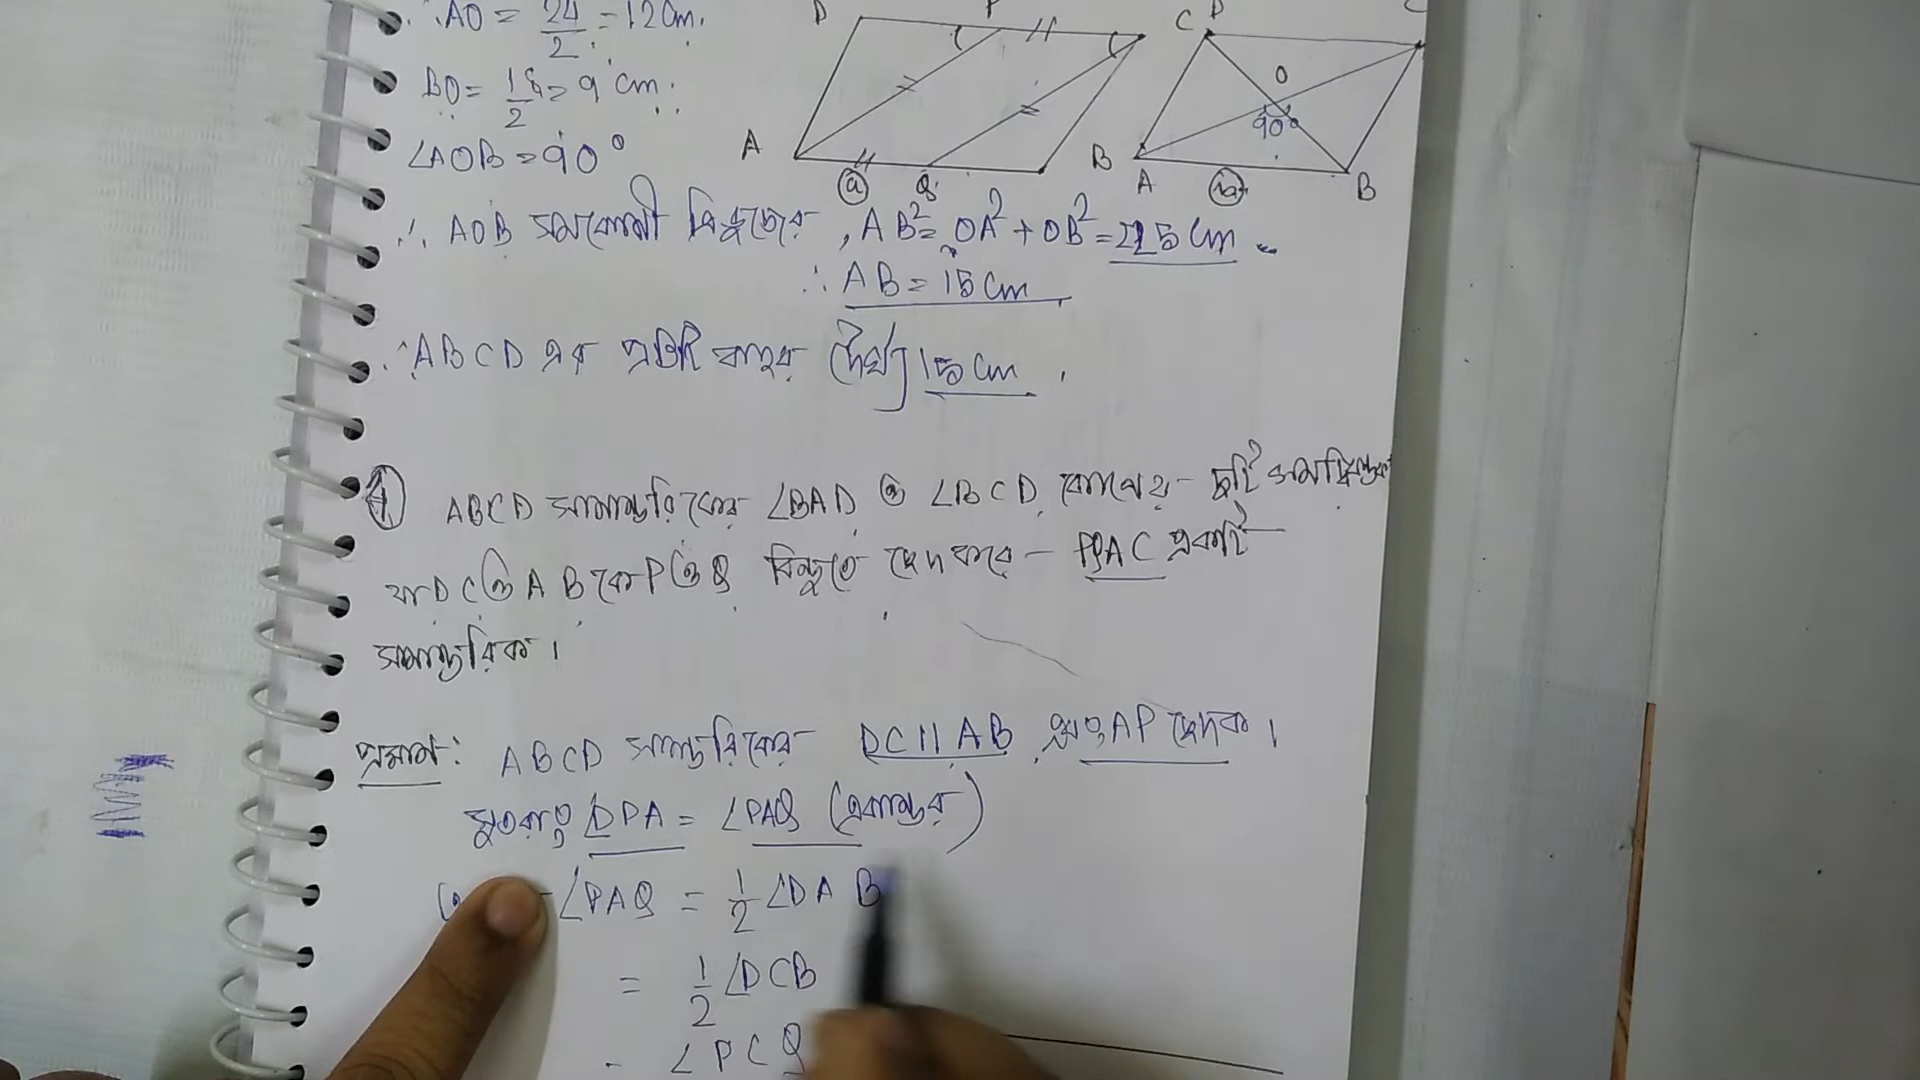 ∴ AO = 24/2 = 12 cm.
BO = 18/2 = 9 cm.
∠AOB = 90°
D P C D C
O
90°
A Q B A B
∴ AOB সমকোণী ত্রিভুজের, AB² = OA² + OB² = 225 cm
∴ AB = 15 cm
∴ ABCD এর প্রতিটি বাহুর দৈর্ঘ্য 15 cm.
ABCD সামান্তরিকের ∠BAD ও ∠BCD কোণের দুটি সমদ্বিখন্ডক
যা DC ও AB কে P ও Q বিন্দুতে ছেদ করে - PQAC একটি
সামান্তরিক।
প্রমাণ: ABCD সামান্তরিকের DC || AB এবং AP ছেদক।
সুতরাং ∠DPA = ∠PAQ (একান্তর)
∠PAQ = 1/2 ∠DAB
= 1/2 ∠DCB
= ∠PCQ